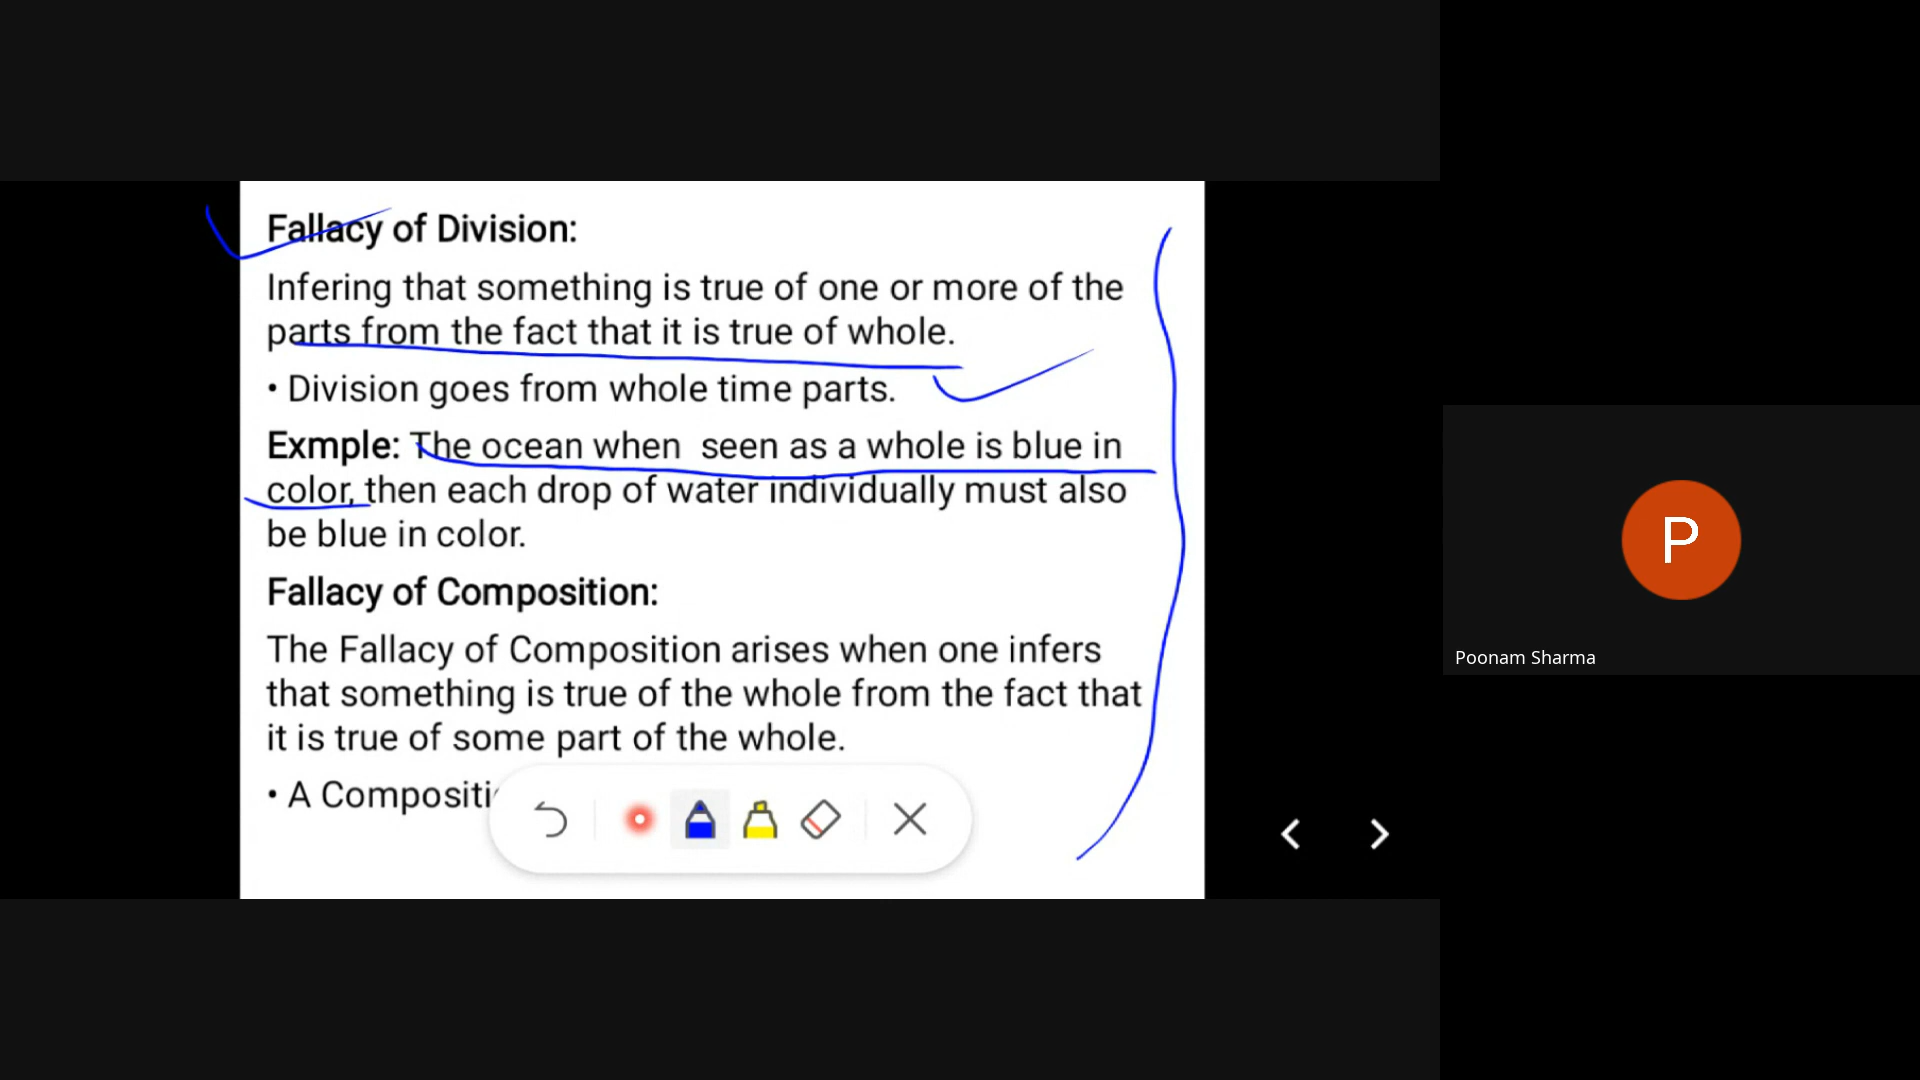 Fallacy of Division:
Infering that something is true of one or more of the
parts from the fact that it is true of whole.
• Division goes from whole time parts.
Exmple: The ocean when  seen as a whole is blue in
color, then each drop of water individually must also
be blue in color.
Fallacy of Composition:
The Fallacy of Composition arises when one infers
that something is true of the whole from the fact that
it is true of some part of the whole.
• A
P
Poonam Sharma